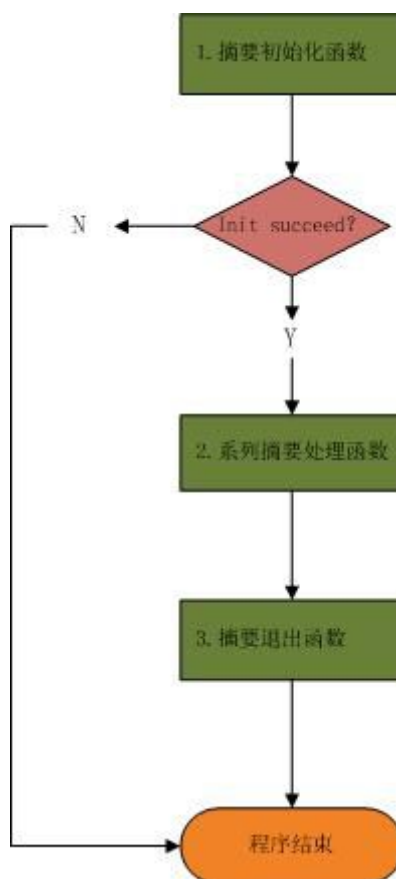 1.摘要初始化函数
Init succeed?
N
Y
2.系列摘要处理函数
3.摘要退出函数
程序结束